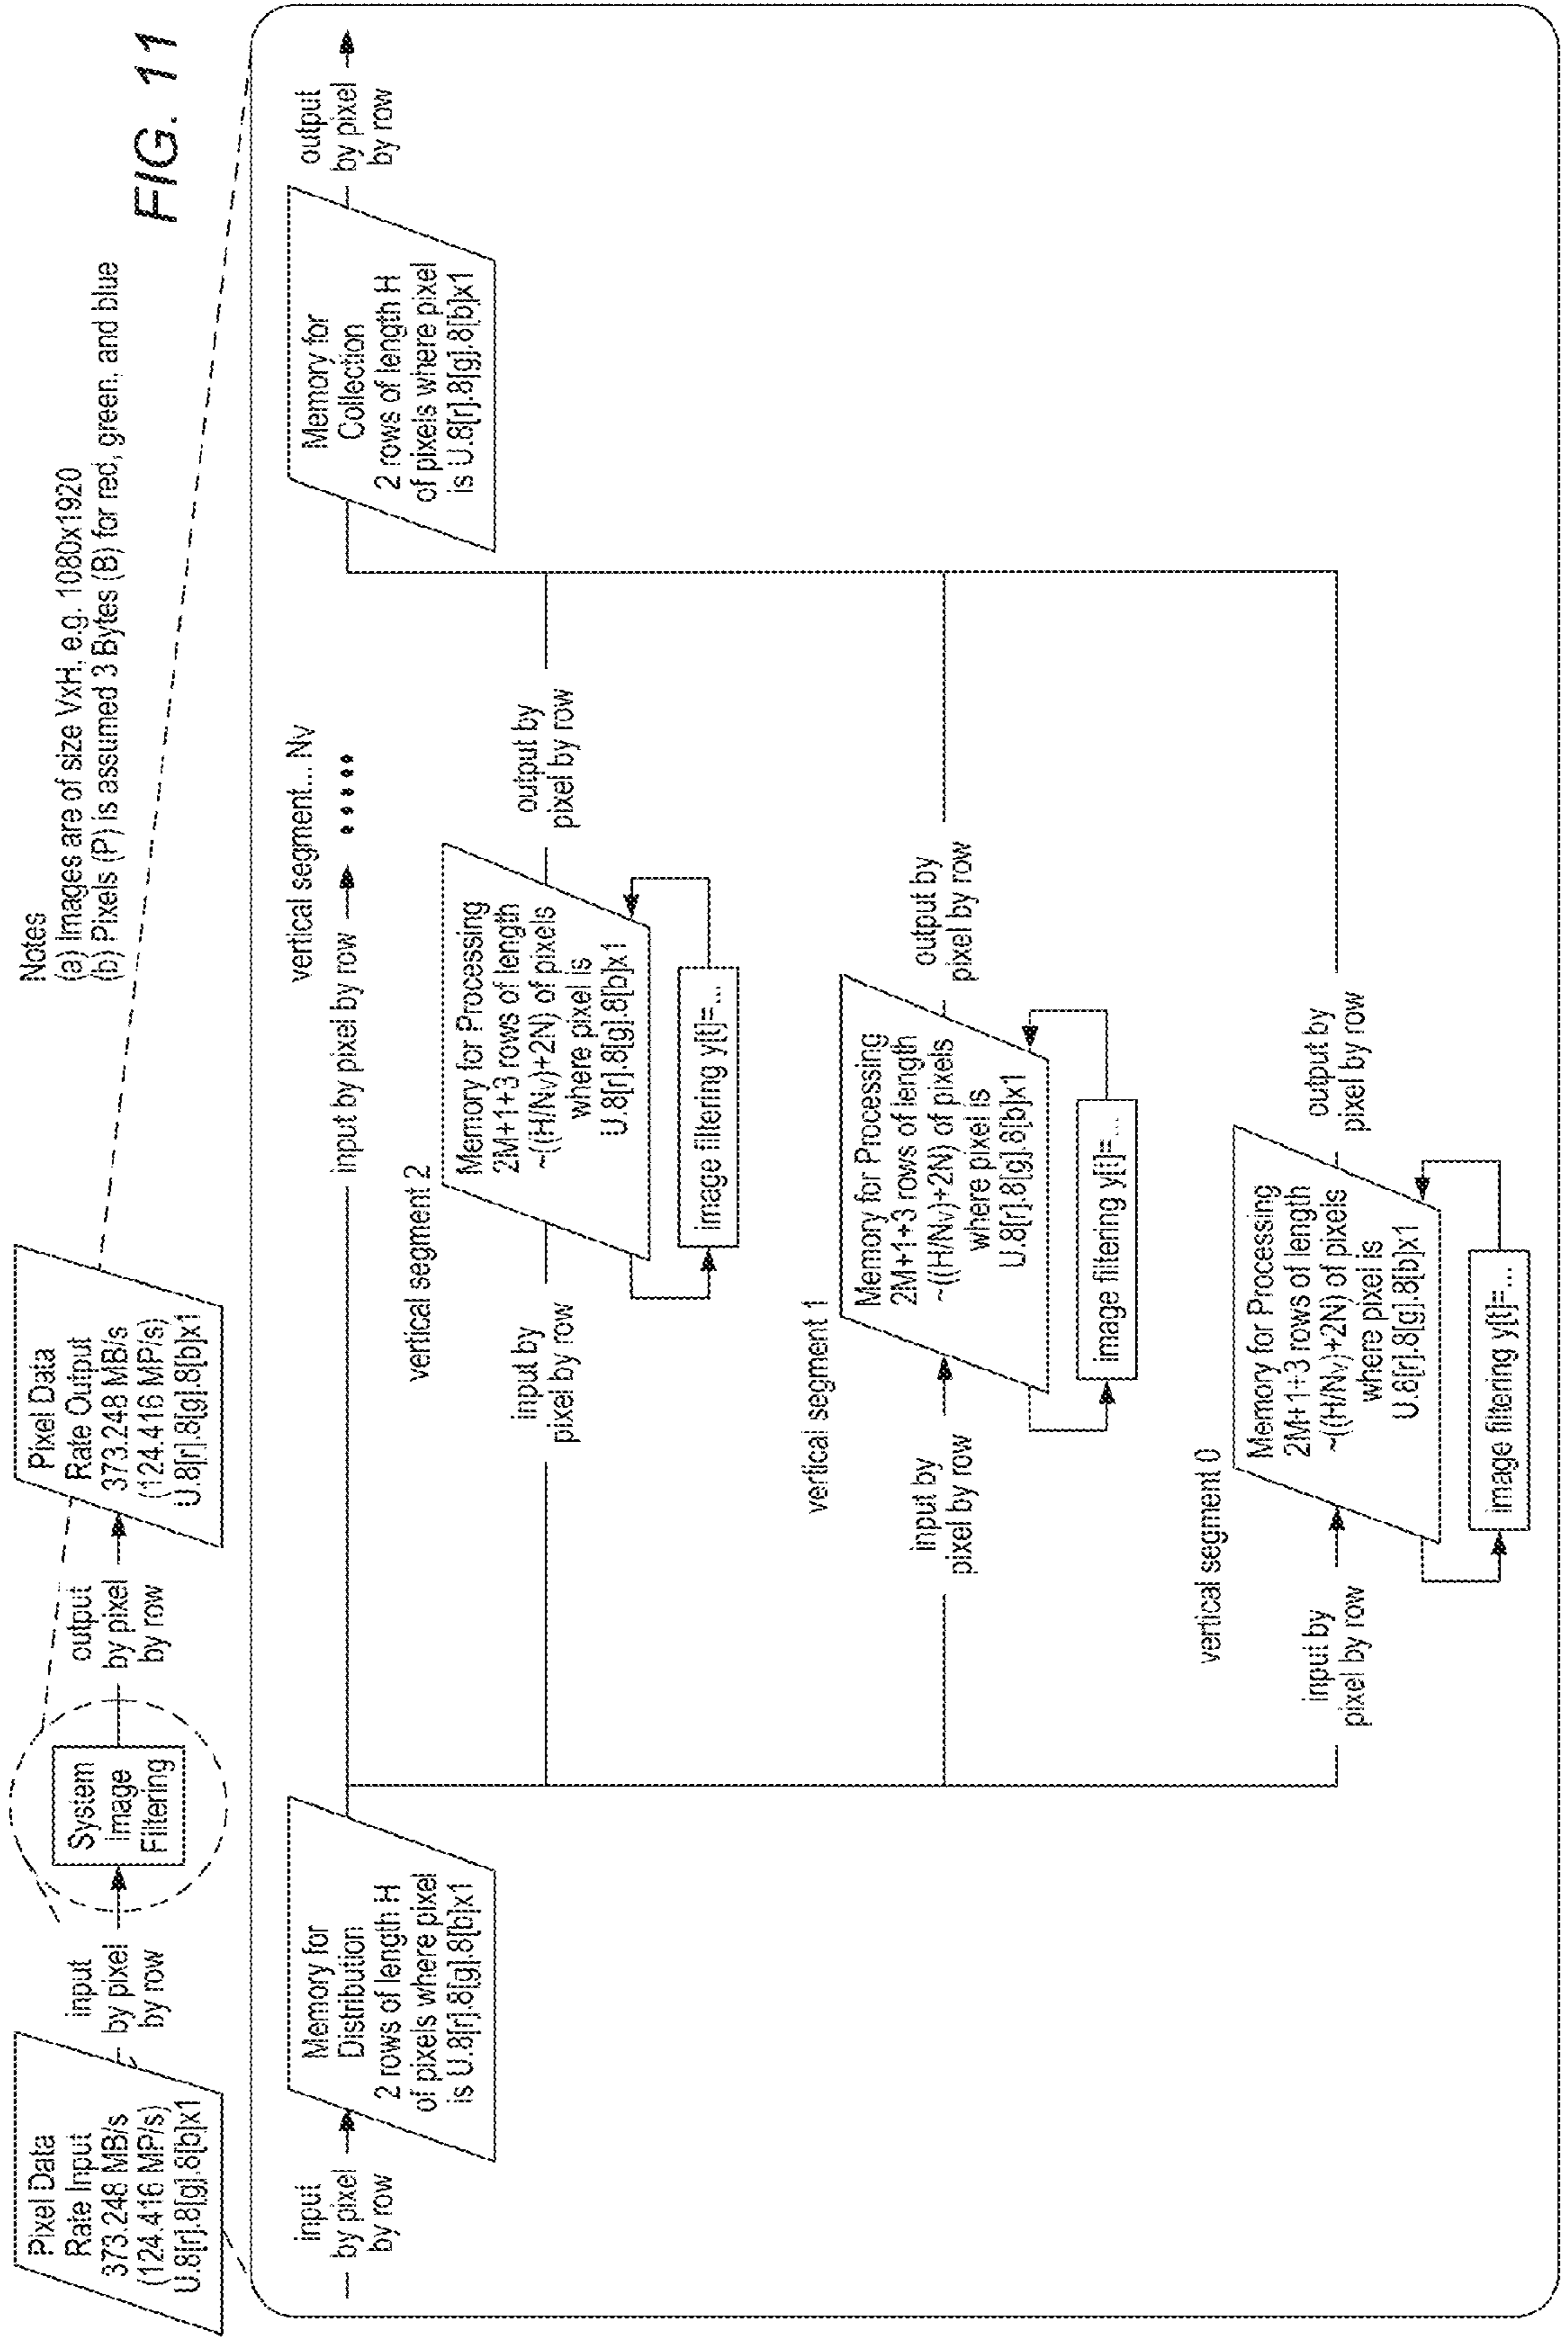 Pixel Data
Rate Input
373.248 MB/s
(124.416 MP/s)
U.8[r].8[g].8[b]x1
input
by pixel
by row
System
Image
Filtering
output
by pixel
by row
Pixel Data
Rate Output
373.248 MB/s
(124.416 MP/s)
U.8[r].8[g].8[b]x1
Notes
(a) Images are of size VxH, e.g. 1080x1920
(b) Pixels (P) is assumed 3 Bytes (B) for red, green, and blue
FIG. 11
input
by pixel
by row
Memory for
Distribution
2 rows of length H
of pixels where pixel
is U.8[r].8[g].8[b]x1
vertical segment... Nv
input by pixel by row
Memory for
Collection
2 rows of length H
of pixels where pixel
is U.8[r].8[g].8[b]x1
output
by pixel
by row
vertical segment 2
input by
pixel by row
Memory for Processing
2M+1+3 rows of length
~((H/Nv)+2N) of pixels
where pixel is
U.8[r].8[g].8[b]x1
image filtering y[t]=...
output by
pixel by row
vertical segment 1
input by
pixel by row
Memory for Processing
2M+1+3 rows of length
~((H/Nv)+2N) of pixels
where pixel is
U.8[r].8[g].8[b]x1
image filtering y[t]=...
output by
pixel by row
vertical segment 0
input by
pixel by row
Memory for Processing
2M+1+3 rows of length
~((H/Nv)+2N) of pixels
where pixel is
U.8[r].8[g].8[b]x1
image filtering y[t]=...
output by
pixel by row